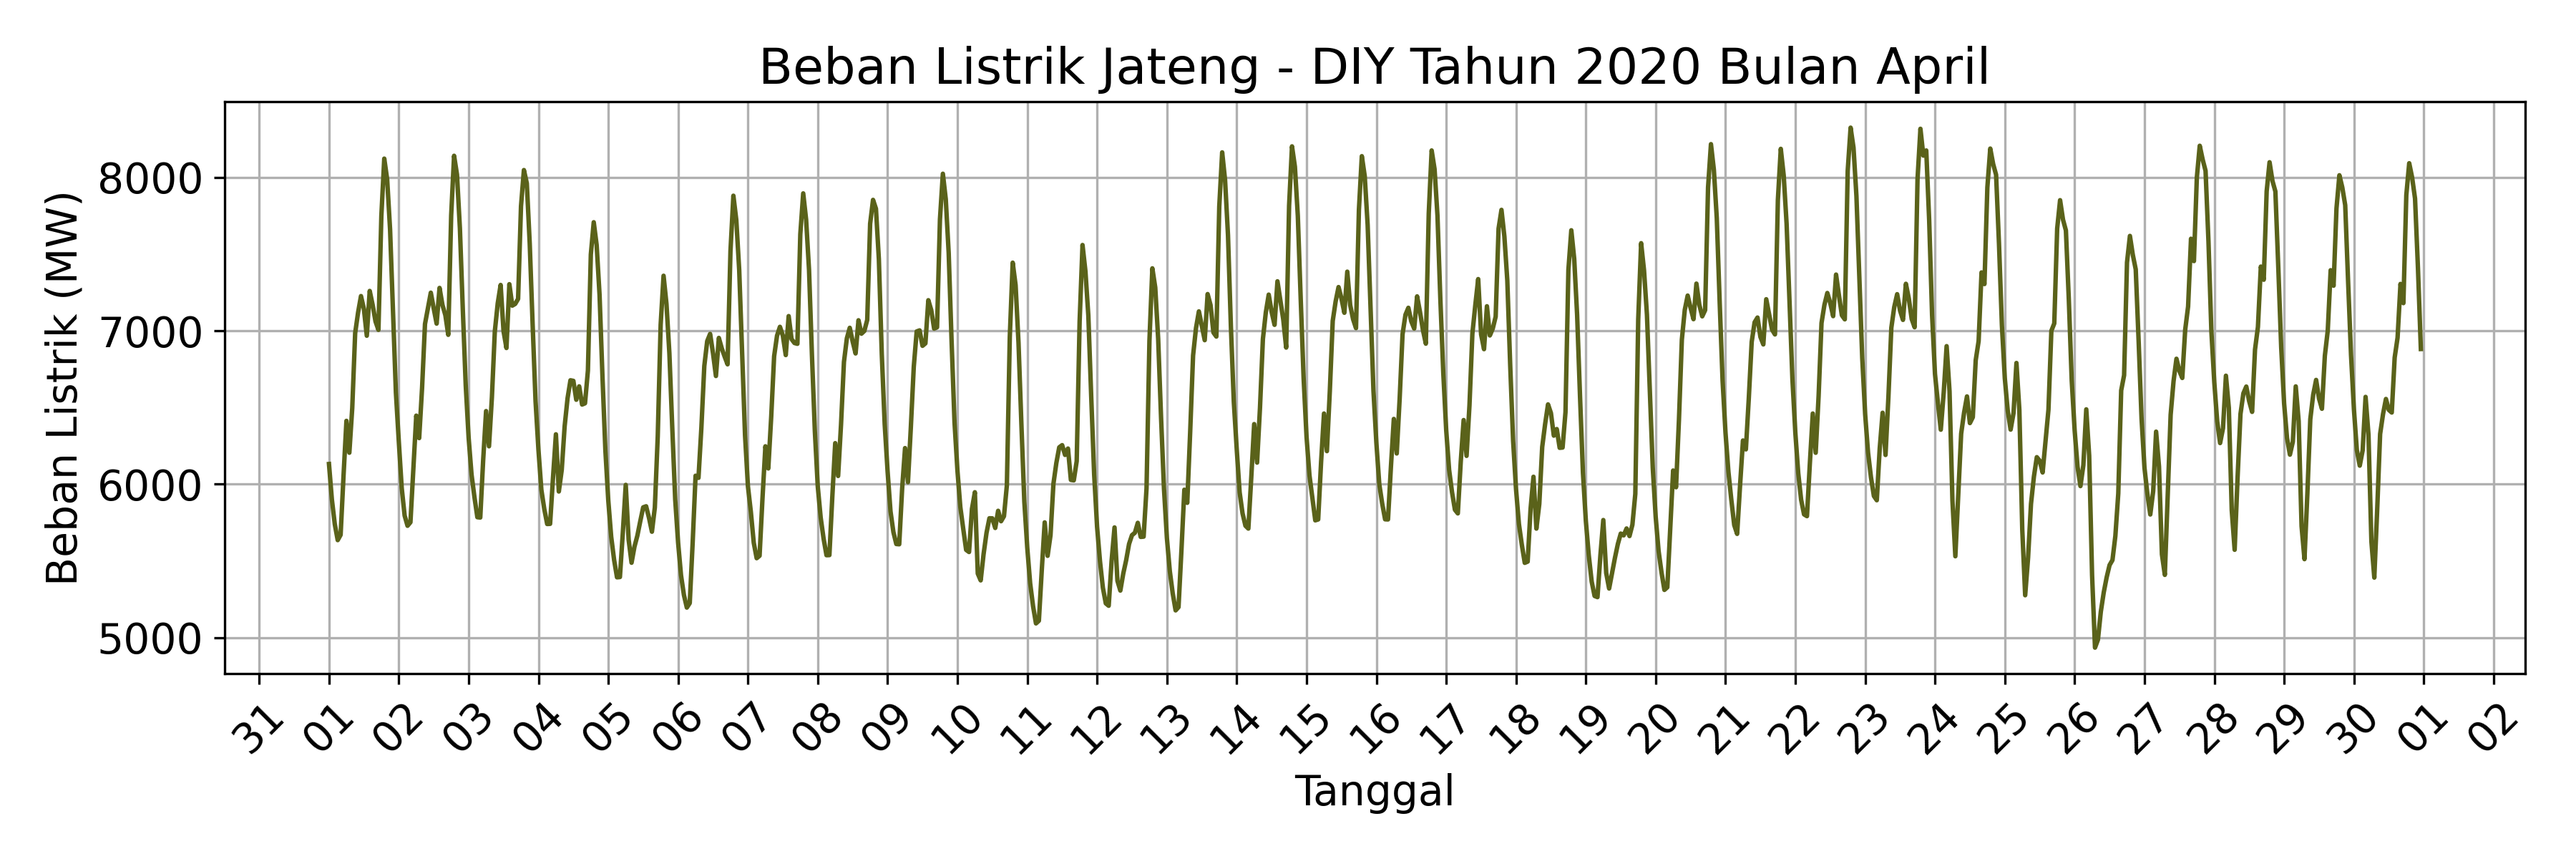 Beban Listrik Jateng - DIY Tahun 2020 Bulan April
Beban Listrik (MW)
8000
7000
6000
5000
31 01 02 03 04 05 06 07 08 09 10 11 12 13 14 15 16 17 18 19 20 21 22 23 24 25 26 27 28 29 30 01 02
Tanggal